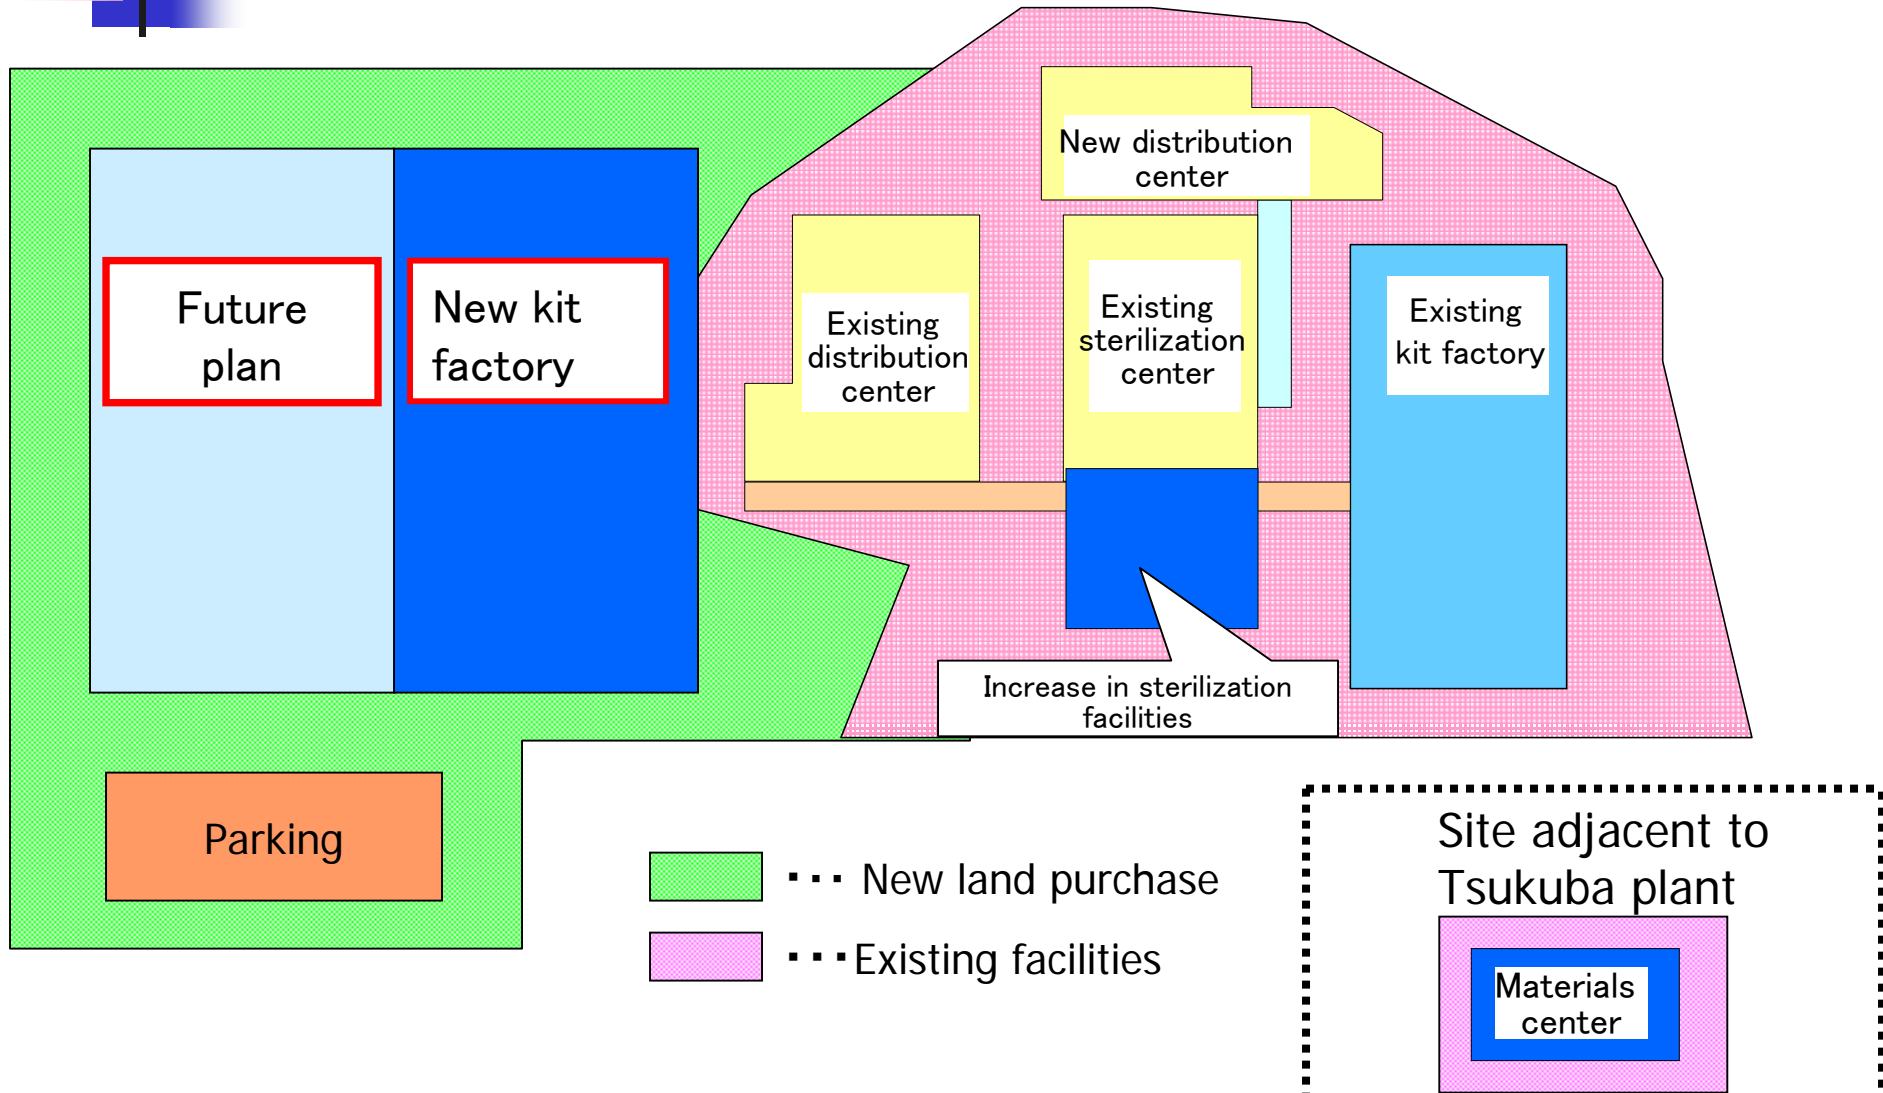 New distribution
center
Future
plan
New kit
factory
Existing
distribution
center
Existing
sterilization
center
Existing
kit factory
Increase in sterilization
facilities
Parking
･･･ New land purchase
･･･Existing facilities
Site adjacent to
Tsukuba plant
Materials
center